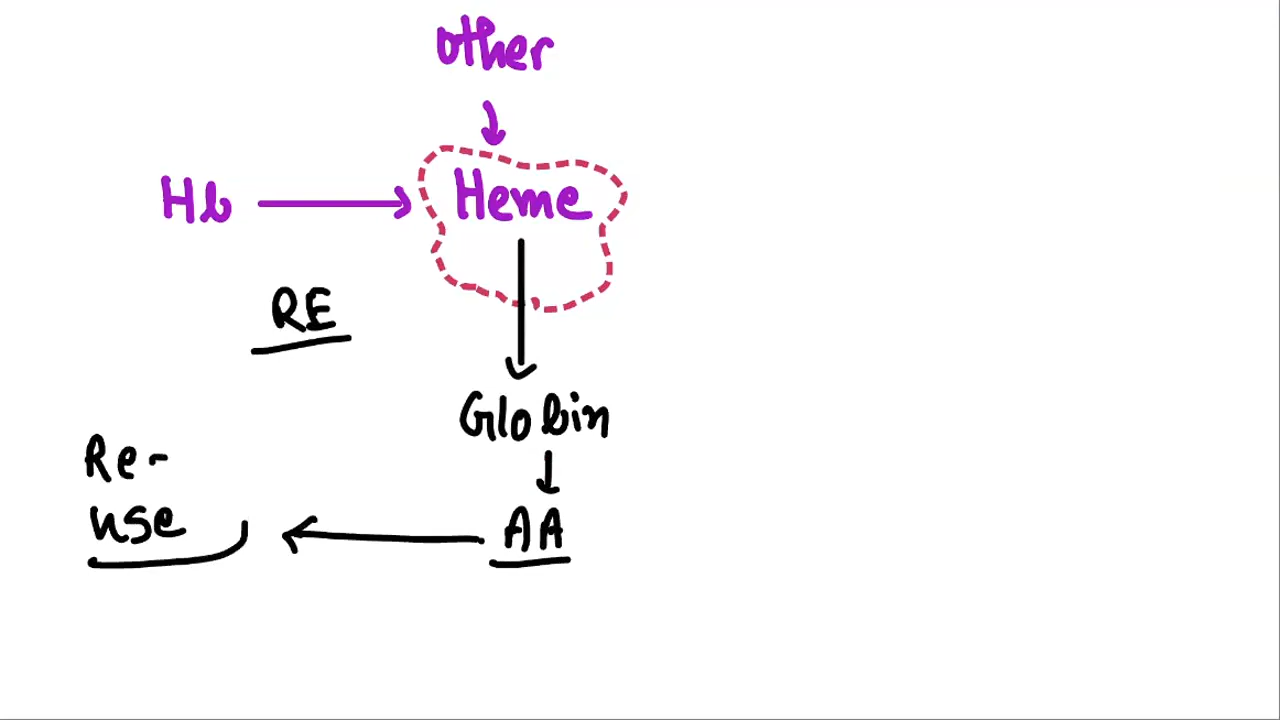 other
Hb
Heme
RE
Globin
Re-
use
AA